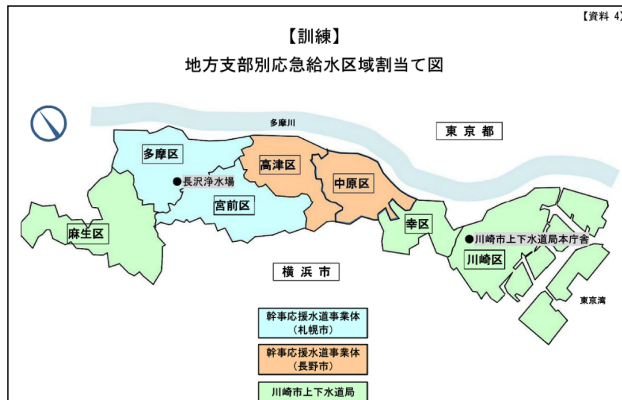 【資料 4】
【訓練】
地方支部別応急給水区域割当て図
多摩川
東京都
多摩区
高津区
長沢浄水場
中原区
宮前区
幸区
麻生区
川崎市上下水道局本庁舎
川崎区
横浜市
東京湾
幹事応援水道事業体
(札幌市)
幹事応援水道事業体
(長野市)
川崎市上下水道局